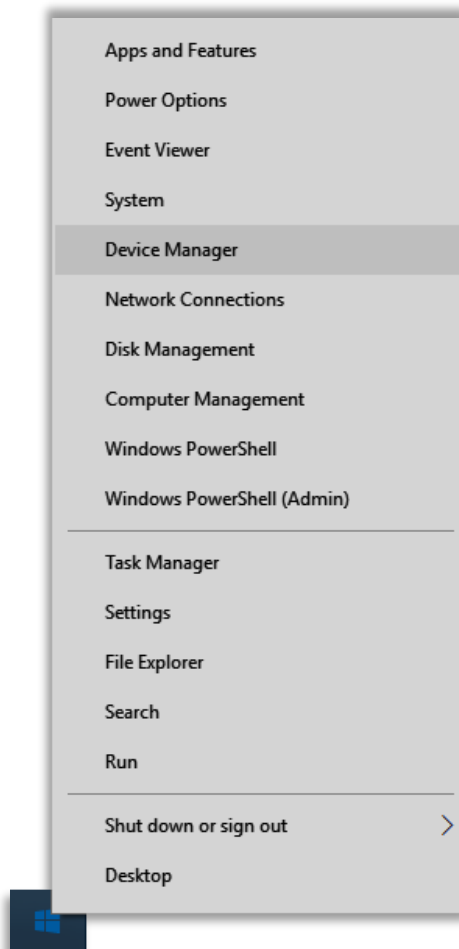 Apps and Features
Power Options
Event Viewer
System
Device Manager
Network Connections
Disk Management
Computer Management
Windows PowerShell
Windows PowerShell (Admin)
Task Manager
Settings
File Explorer
Search
Run
Shut down or sign out
Desktop